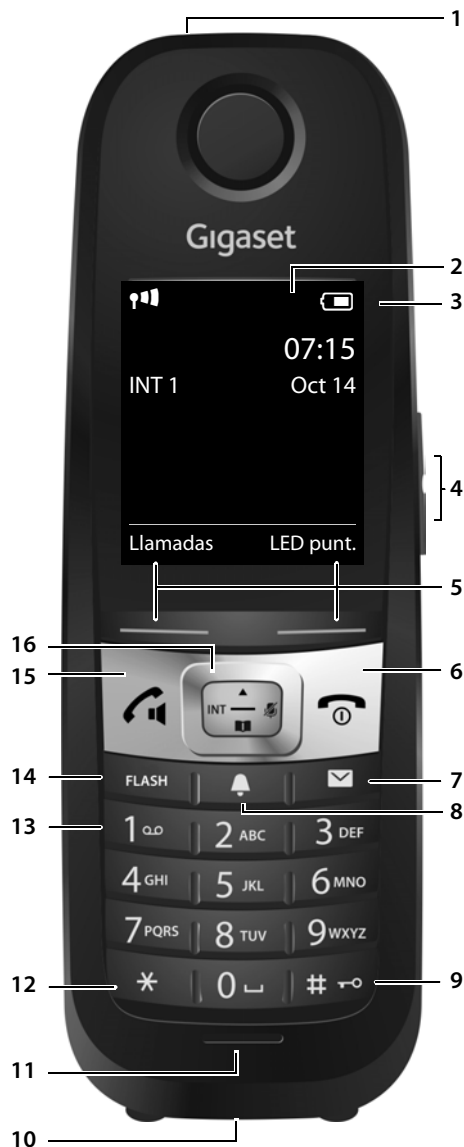 1
Gigaset
2
3
07:15
INT 1 Oct 14
4
Llamadas LED punt.
5
16
15
6
INT
14
FLASH
7
8
13
1 2 ABC 3 DEF
4 GHI 5 JKL 6 MNO
7 PQRS 8 TUV 9 WXYZ
12
* 0 #
9
11
10